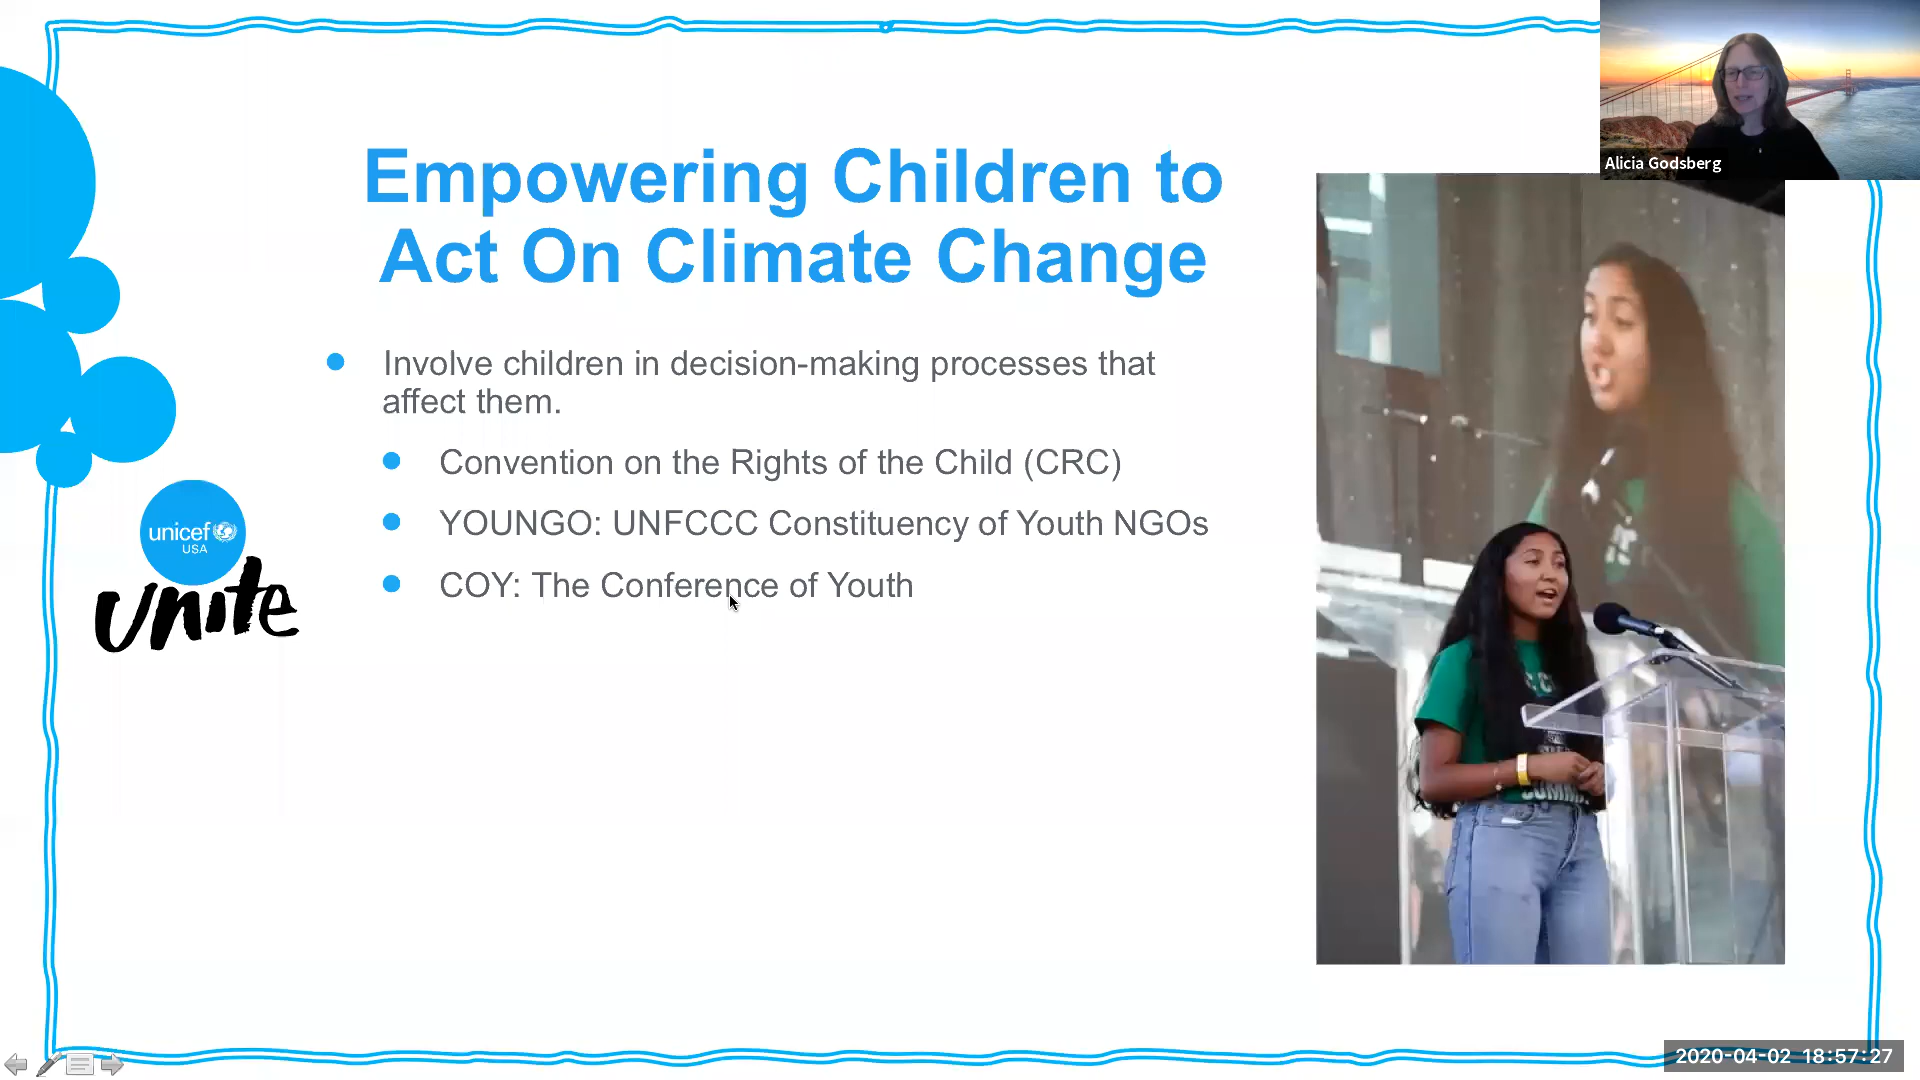 Empowering Children to
Act On Climate Change
Involve children in decision-making processes that
affect them.
Convention on the Rights of the Child (CRC)
YOUNGO: UNFCCC Constituency of Youth NGOs
COY: The Conference of Youth
unicef
USA
unite
Alicia Godsberg
2020-04-02 18:57:27